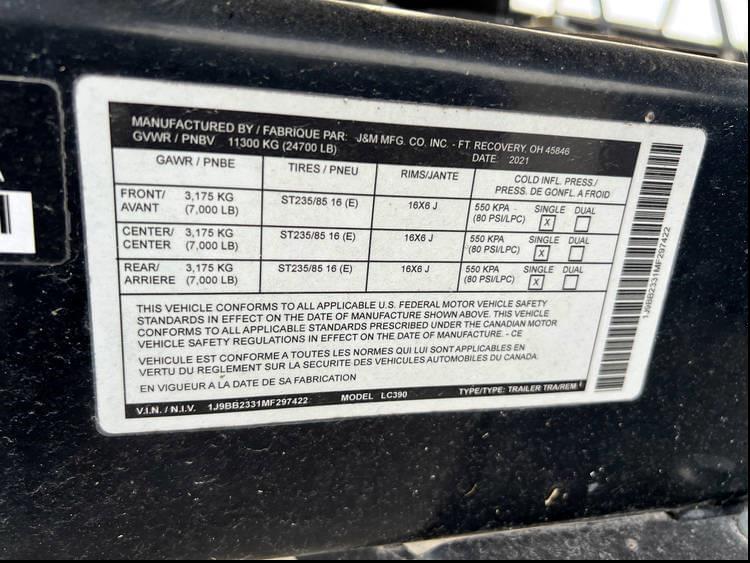 MANUFACTURED BY / FABRIQUE PAR: J&M MFG. CO. INC. - FT. RECOVERY, OH 45846
GVWR / PNBV 11300 KG (24700 LB) DATE: 2021
GAWR / PNBE TIRES / PNEU RIMS/JANTE COLD INFL. PRESS./
PRESS. DE GONFL. A FROID
FRONT/ 3,175 KG ST235/85 16 (E) 16X6 J 550 KPA SINGLE DUAL
AVANT (7,000 LB) (80 PSI/LPC) X
CENTER/ 3,175 KG ST235/85 16 (E) 16X6 J 550 KPA SINGLE DUAL
CENTER (7,000 LB) (80 PSI/LPC) X
REAR/ 3,175 KG ST235/85 16 (E) 16X6 J 550 KPA SINGLE DUAL
ARRIERE (7,000 LB) (80 PSI/LPC) X
THIS VEHICLE CONFORMS TO ALL APPLICABLE U.S. FEDERAL MOTOR VEHICLE SAFETY
STANDARDS IN EFFECT ON THE DATE OF MANUFACTURE SHOWN ABOVE. THIS VEHICLE
CONFORMS TO ALL APPLICABLE STANDARDS PRESCRIBED UNDER THE CANADIAN MOTOR
VEHICLE SAFETY REGULATIONS IN EFFECT ON THE DATE OF MANUFACTURE - CE
VEHICULE EST CONFORME A TOUTES LES NORMES QUI LUI SONT APPLICABLES EN
VERTU DU REGLEMENT SUR LA SECURITE DES VEHICULES AUTOMOBILES DU CANADA.
EN VIGUEUR A LA DATE DE SA FABRICATION
V.I.N. / N.I.V. 1J9BB2331MF297422 MODEL LC390 TYPE/TYPE: TRAILER TRA/REM
1J9BB2331MF297422